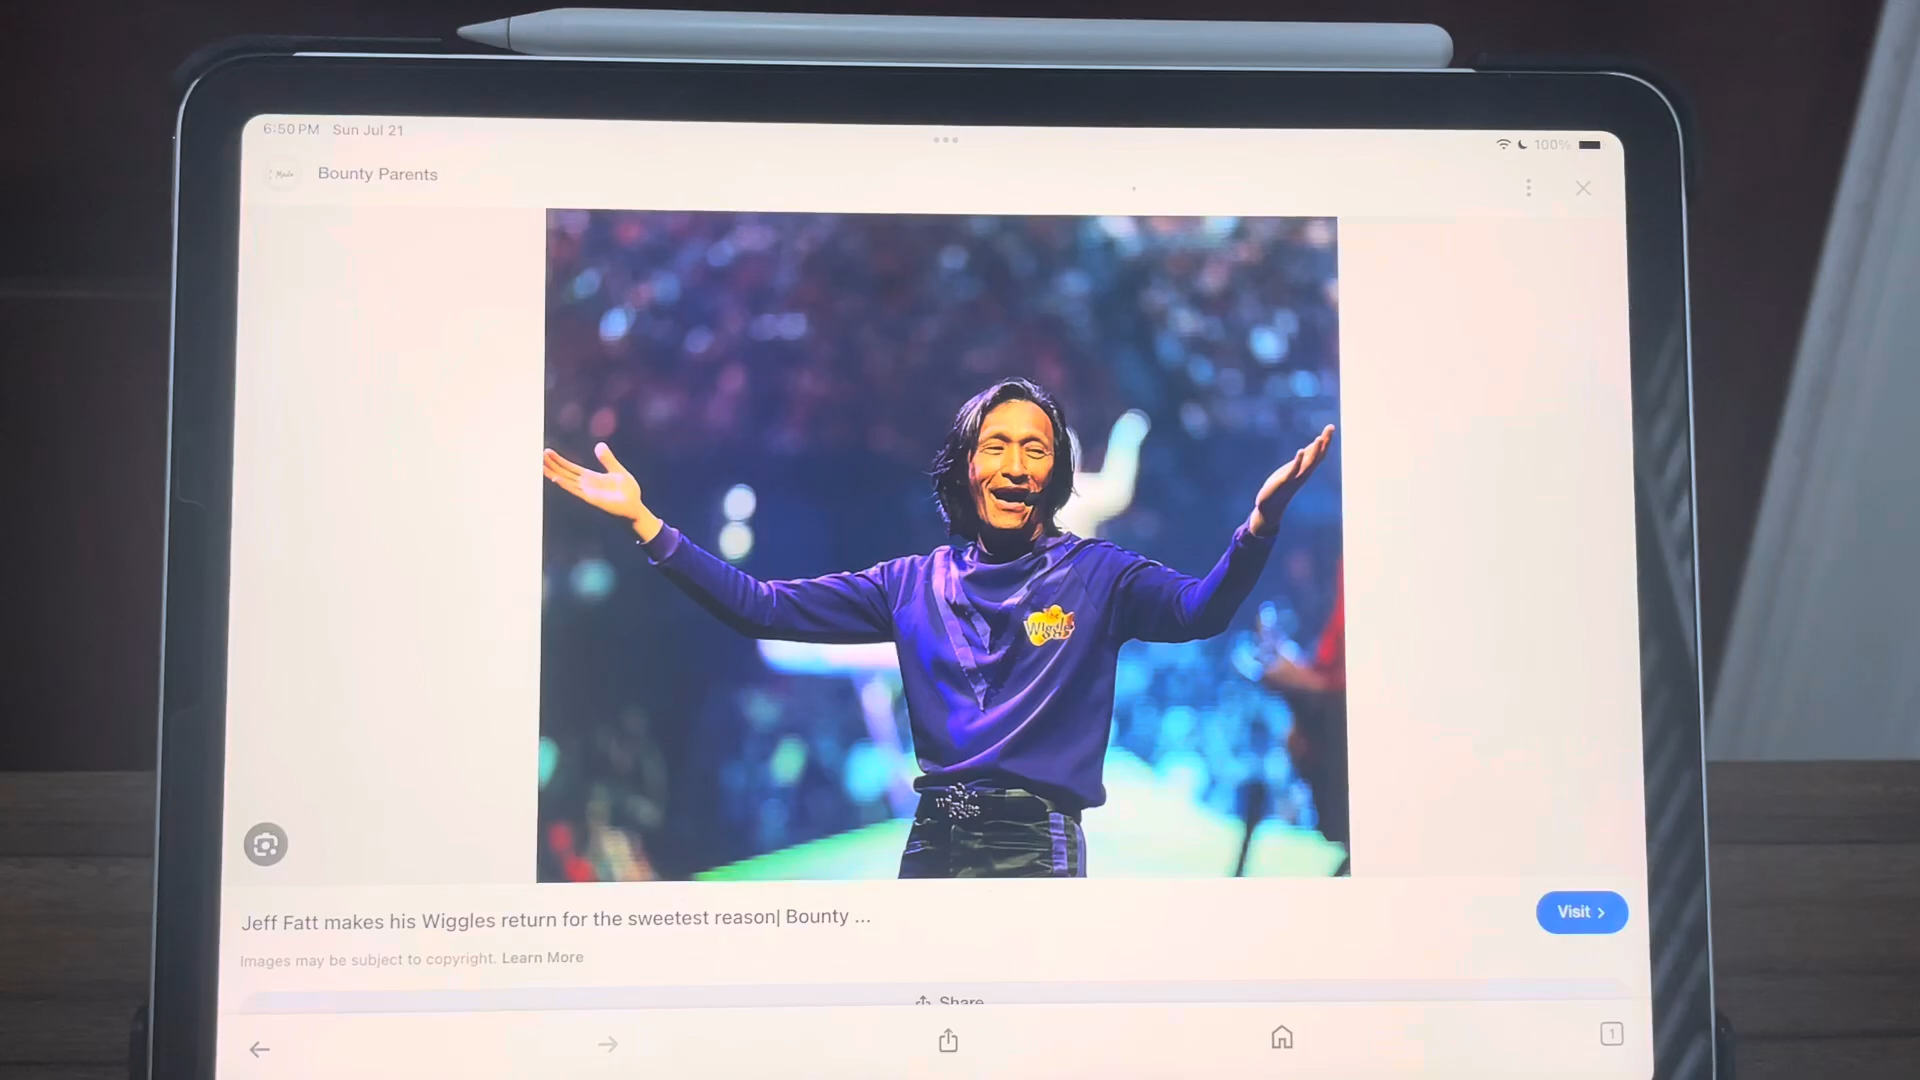 6:50 PM Sun Jul 21
100%
Bounty Parents
Wiggles
Jeff Fatt makes his Wiggles return for the sweetest reason| Bounty ...
Visit >
Images may be subject to copyright. Learn More
Share
1